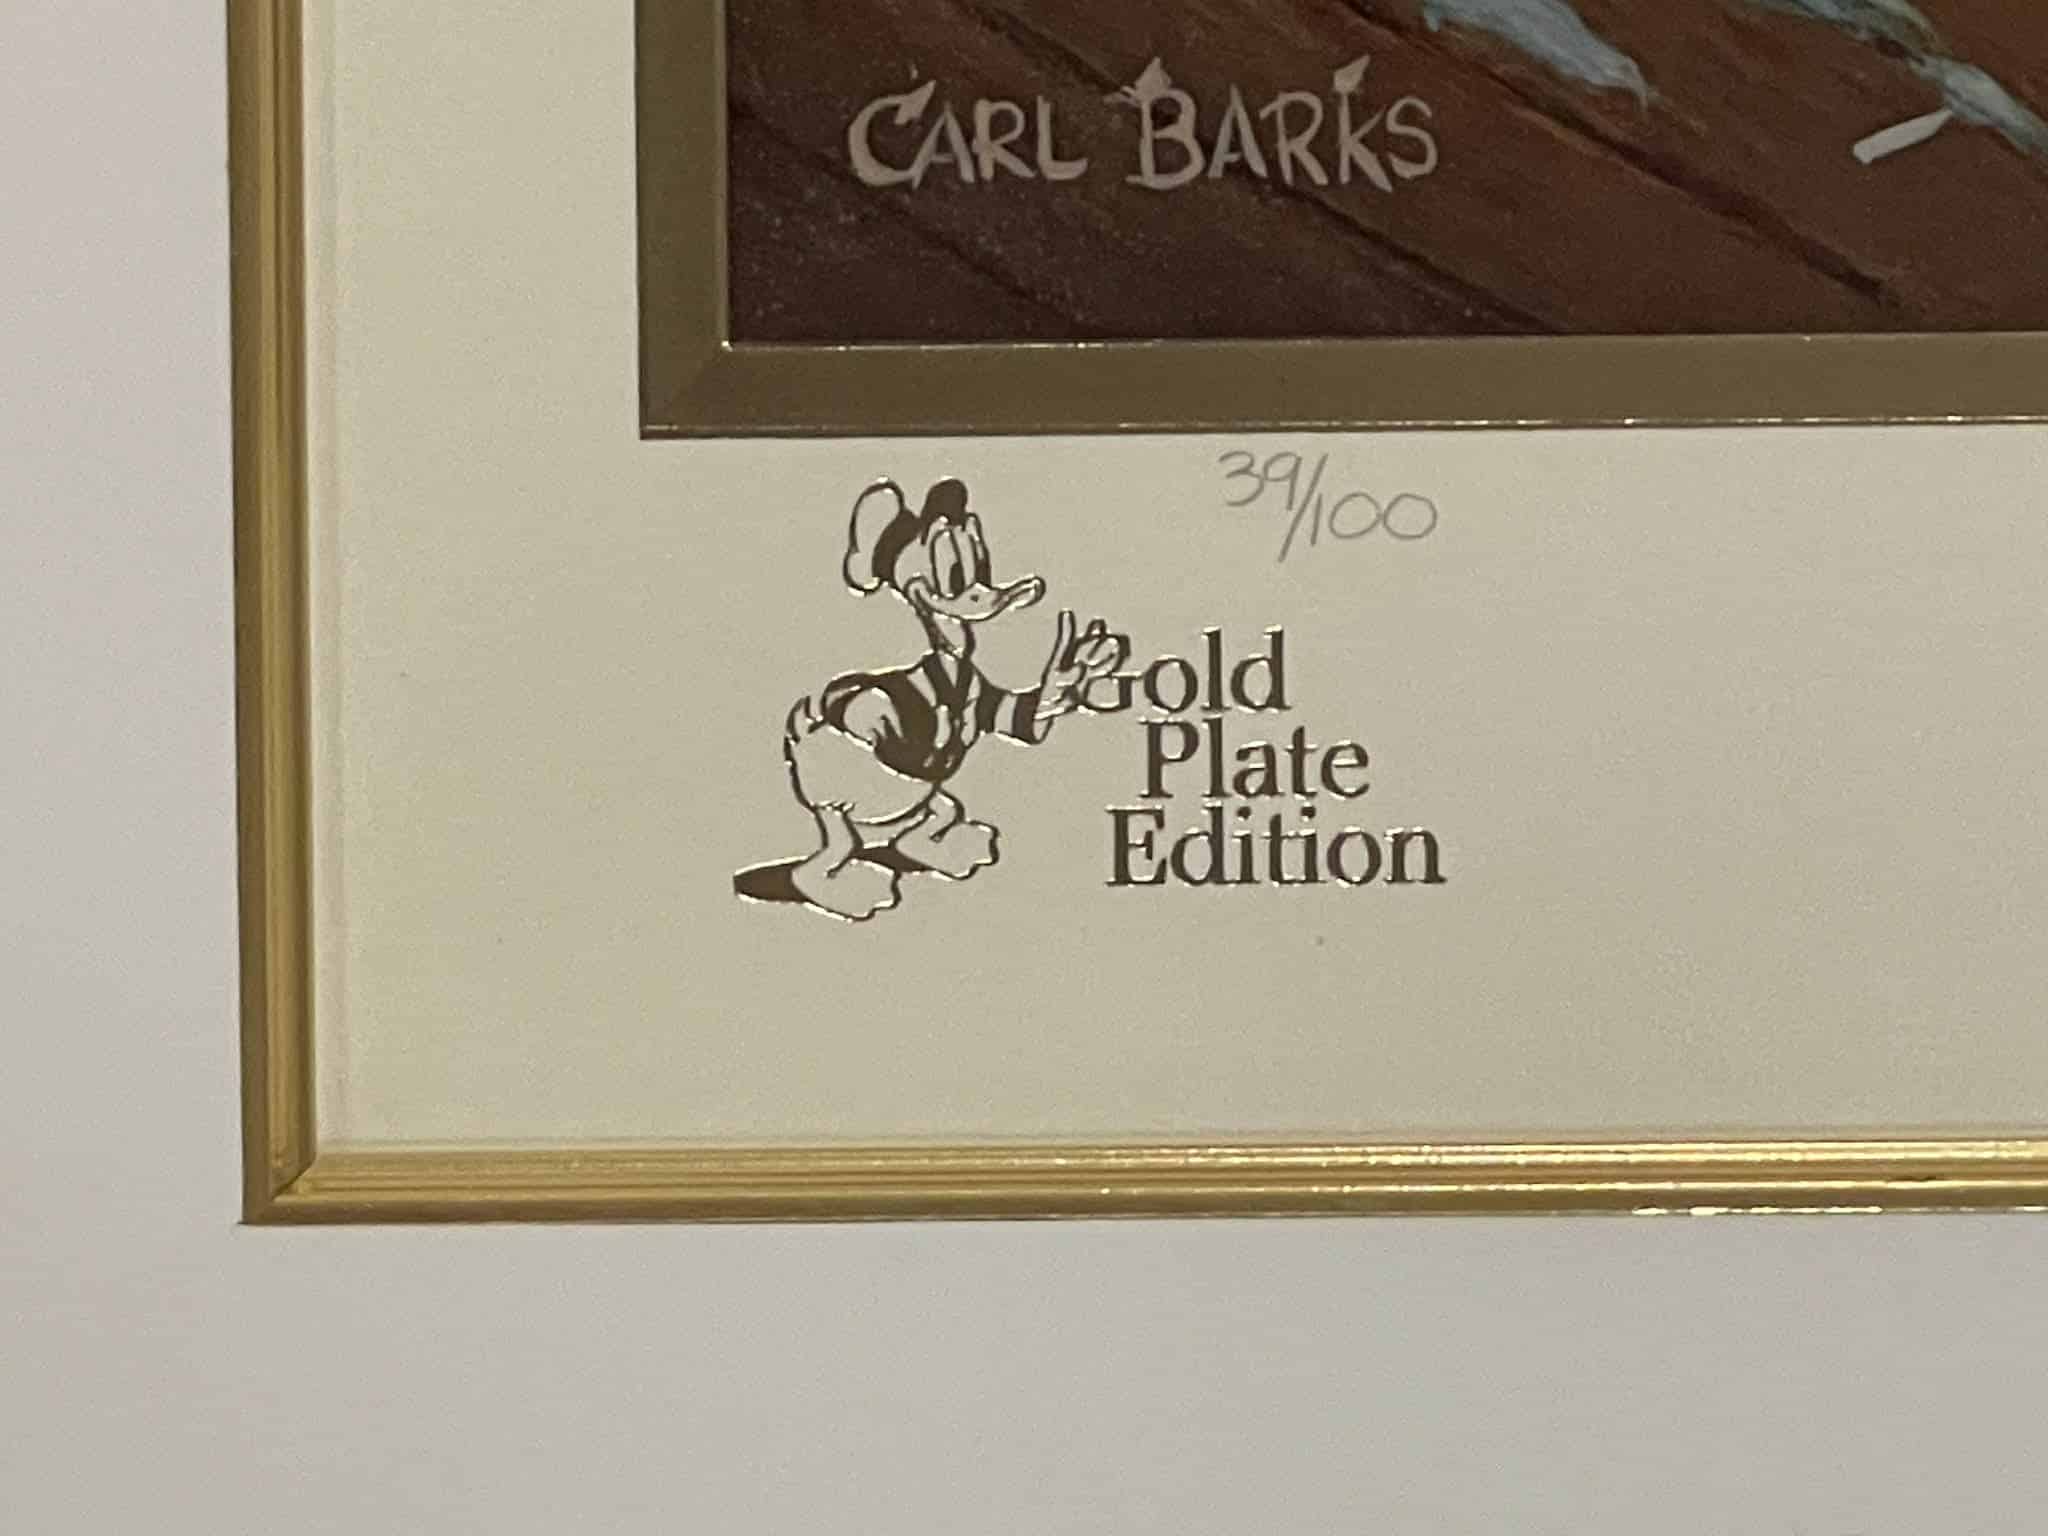 CARL BARKS
39/100
Gold
Plate
Edition